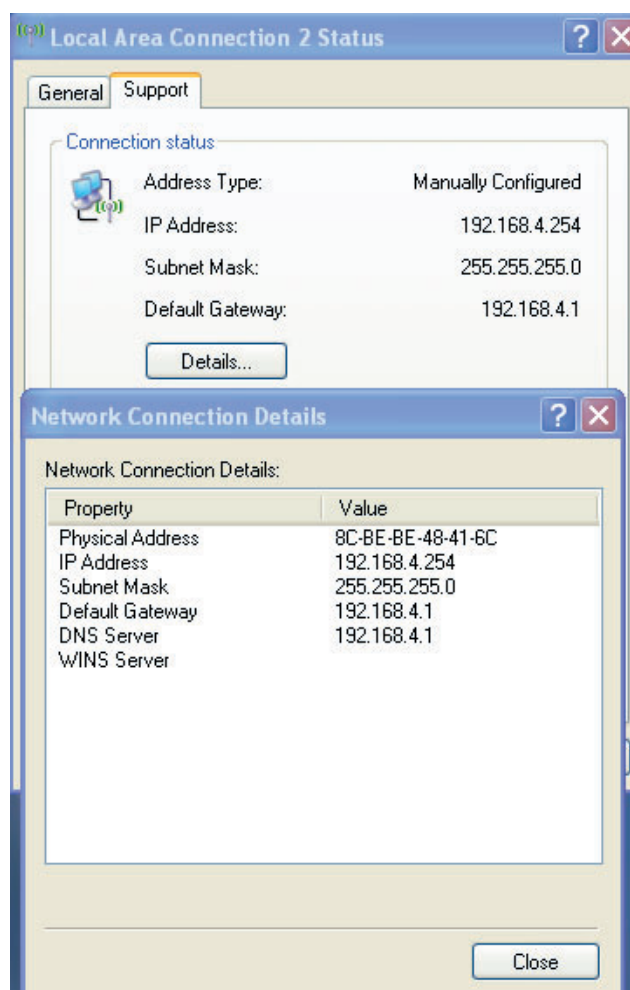 Local Area Connection 2 Status
General Support
Connection status
Address Type: Manually Configured
IP Address: 192.168.4.254
Subnet Mask: 255.255.255.0
Default Gateway: 192.168.4.1
Details...
Network Connection Details
Network Connection Details:
Property Value
Physical Address 8C-BE-BE-48-41-6C
IP Address 192.168.4.254
Subnet Mask 255.255.255.0
Default Gateway 192.168.4.1
DNS Server 192.168.4.1
WINS Server
Close